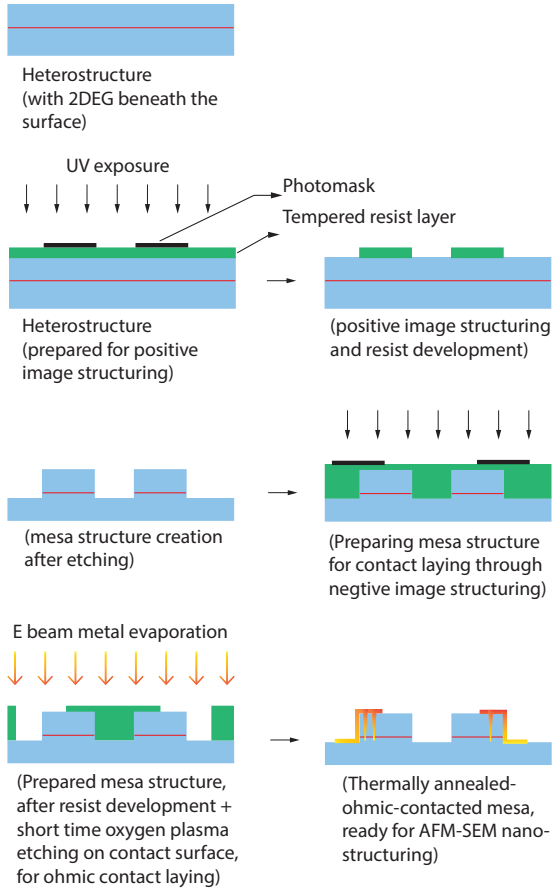 Heterostructure
(with 2DEG beneath the
surface)
UV exposure
Photomask
Tempered resist layer
Heterostructure
(prepared for positive
image structuring)
(positive image structuring
and resist development)
(mesa structure creation
after etching)
(Preparing mesa structure
for contact laying through
negtive image structuring)
E beam metal evaporation
(Prepared mesa structure,
after resist development +
short time oxygen plasma
etching on contact surface,
for ohmic contact laying)
(Thermally annealed-
ohmic-contacted mesa,
ready for AFM-SEM nano-
structuring)